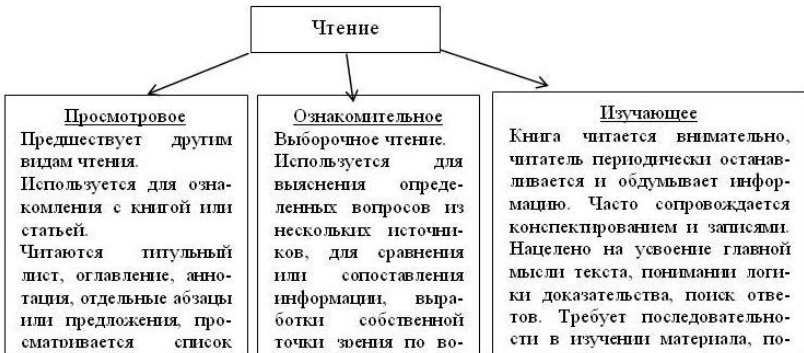 Чтение
Просмотровое
Предшествует другим
видам чтения.
Используется для озна-
комления с книгой или
статьей.
Читаются титульный
лист, оглавление, анно-
тация, отдельные абзацы
или предложения, про-
сматривается список
Ознакомительное
Выборочное чтение.
Используется для
выяснения опреде-
ленных вопросов из
нескольких источни-
ков, для сравнения
или сопоставления
информации, выра-
ботки собственной
точки зрения по во-
Изучающее
Книга читается внимательно,
читатель периодически останав-
ливается и обдумывает инфор-
мацию. Часто сопровождается
конспектированием и записями.
Нацелено на усвоение главной
мысли текста, понимании логи-
ки доказательства, поиск отве-
тов. Требует последовательно-
сти в изучении материала, по-